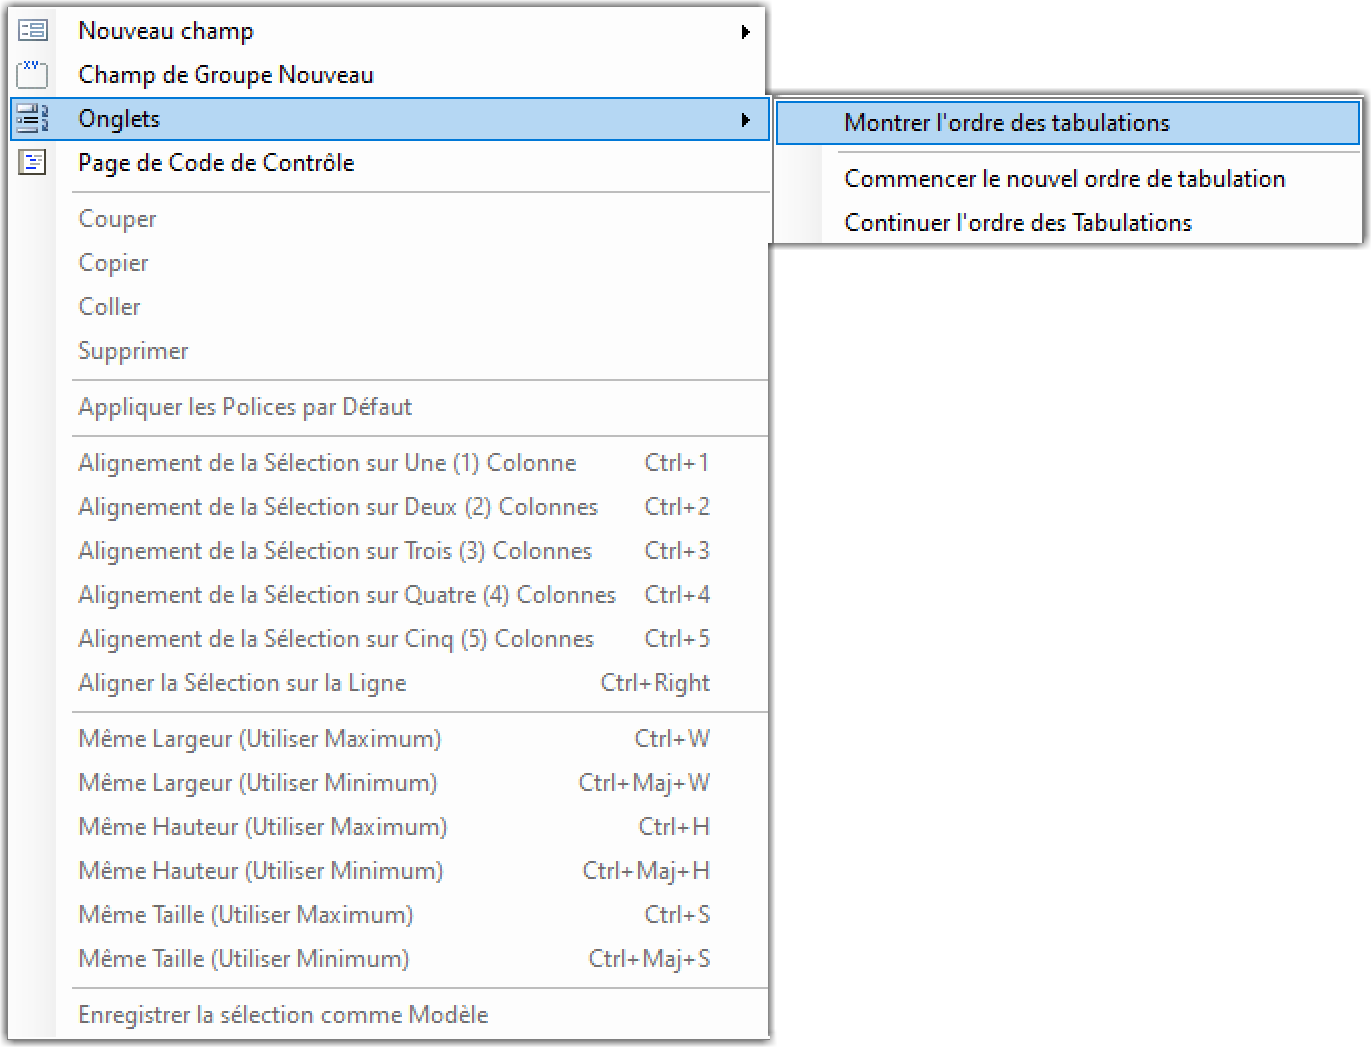 Nouveau champ
Champ de Groupe Nouveau
Onglets
Montrer l'ordre des tabulations
Page de Code de Contrôle
Commencer le nouvel ordre de tabulation
Continuer l'ordre des Tabulations
Couper
Copier
Coller
Supprimer
Appliquer les Polices par Défaut
Alignement de la Sélection sur Une (1) Colonne Ctrl+1
Alignement de la Sélection sur Deux (2) Colonnes Ctrl+2
Alignement de la Sélection sur Trois (3) Colonnes Ctrl+3
Alignement de la Sélection sur Quatre (4) Colonnes Ctrl+4
Alignement de la Sélection sur Cinq (5) Colonnes Ctrl+5
Aligner la Sélection sur la Ligne Ctrl+Right
Même Largeur (Utiliser Maximum) Ctrl+W
Même Largeur (Utiliser Minimum) Ctrl+Maj+W
Même Hauteur (Utiliser Maximum) Ctrl+H
Même Hauteur (Utiliser Minimum) Ctrl+Maj+H
Même Taille (Utiliser Maximum) Ctrl+S
Même Taille (Utiliser Minimum) Ctrl+Maj+S
Enregistrer la sélection comme Modèle